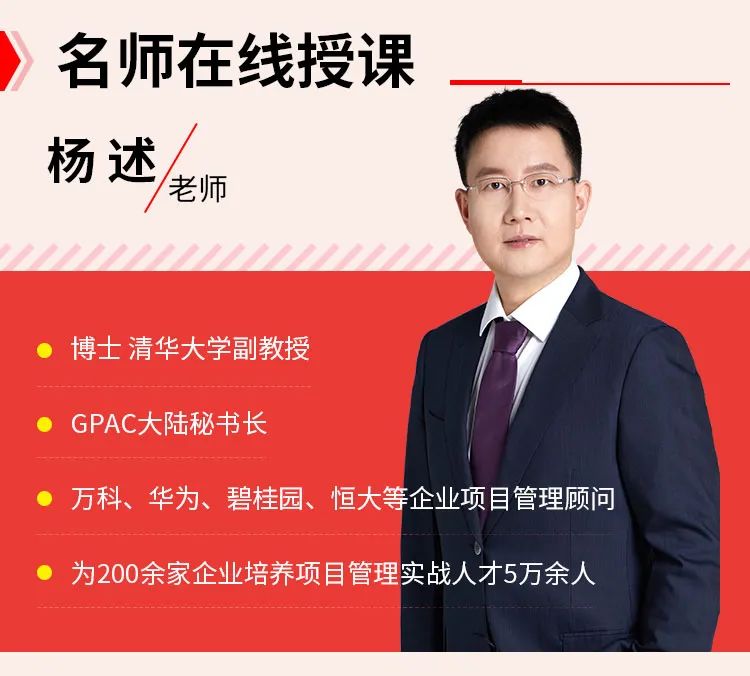 名师在线授课
杨述
老师
博士 清华大学副教授
GPAC大陆秘书长
万科、华为、碧桂园、恒大等企业项目管理顾问
为200余家企业培养项目管理实战人才5万余人